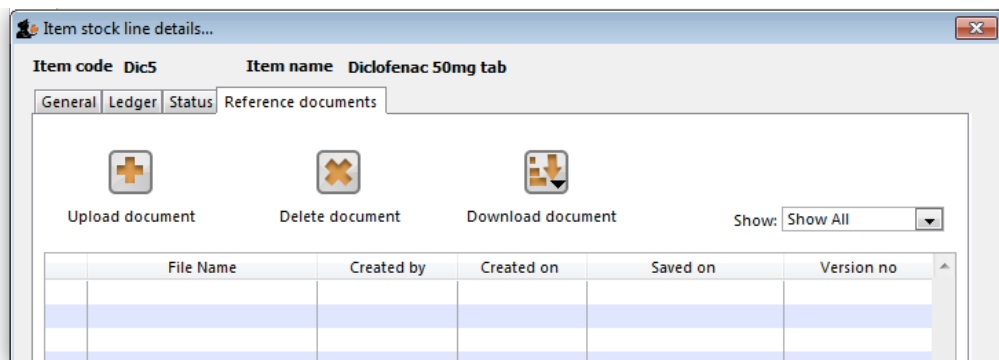 Item stock line details...
Item code Dic5 Item name Diclofenac 50mg tab
General Ledger Status Reference documents
Upload document Delete document Download document Show: Show All
File Name Created by Created on Saved on Version no